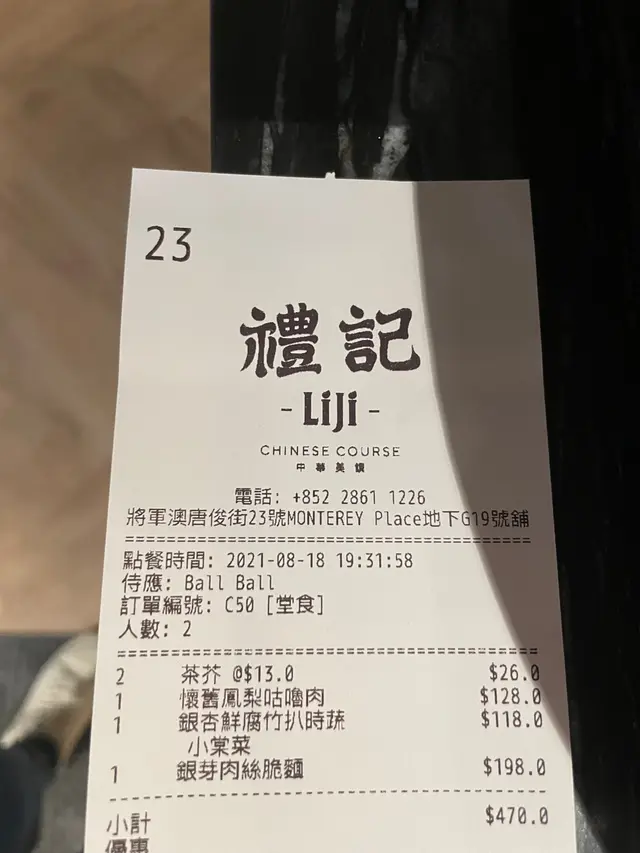 23
禮記
- LiJi -
CHINESE COURSE
中華美饌
電話: +852 2861 1226
將軍澳唐俊街23號MONTEREY Place地下G19號舖
點餐時間: 2021-08-18 19:31:58
侍應: Ball Ball
訂單編號: C50 [堂食]
人數: 2
2 茶芥 @$13.0 $26.0
1 懷舊鳳梨咕嚕肉 $128.0
1 銀杏鮮腐竹扒時蔬 $118.0
小棠菜
1 銀芽肉絲脆麵 $198.0
小計 $470.0
優惠